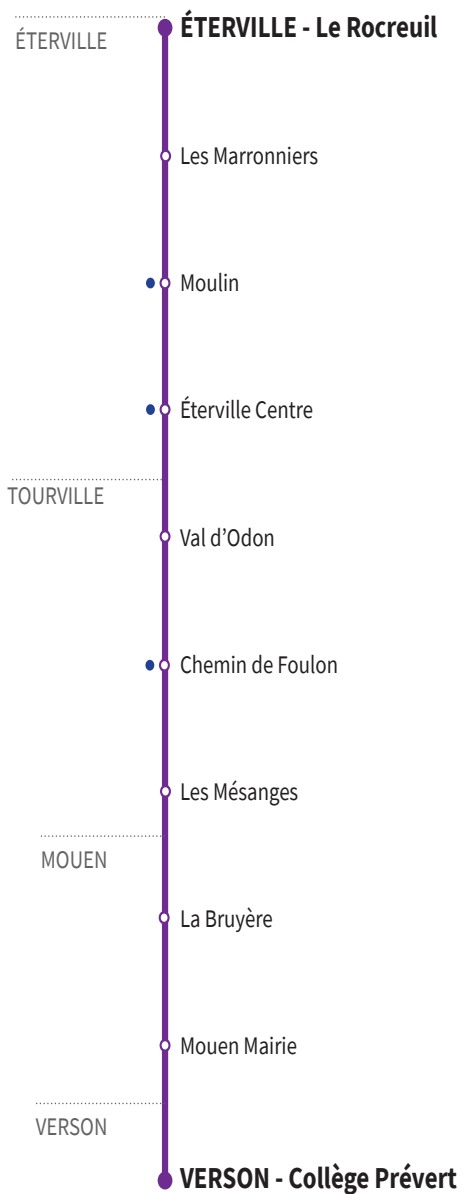 ÉTERVILLE - Le Rocreuil
ÉTERVILLE
Les Marronniers
Moulin
Éterville Centre
TOURVILLE
Val d’Odon
Chemin de Foulon
Les Mésanges
MOUEN
La Bruyère
Mouen Mairie
VERSON
VERSON - Collège Prévert